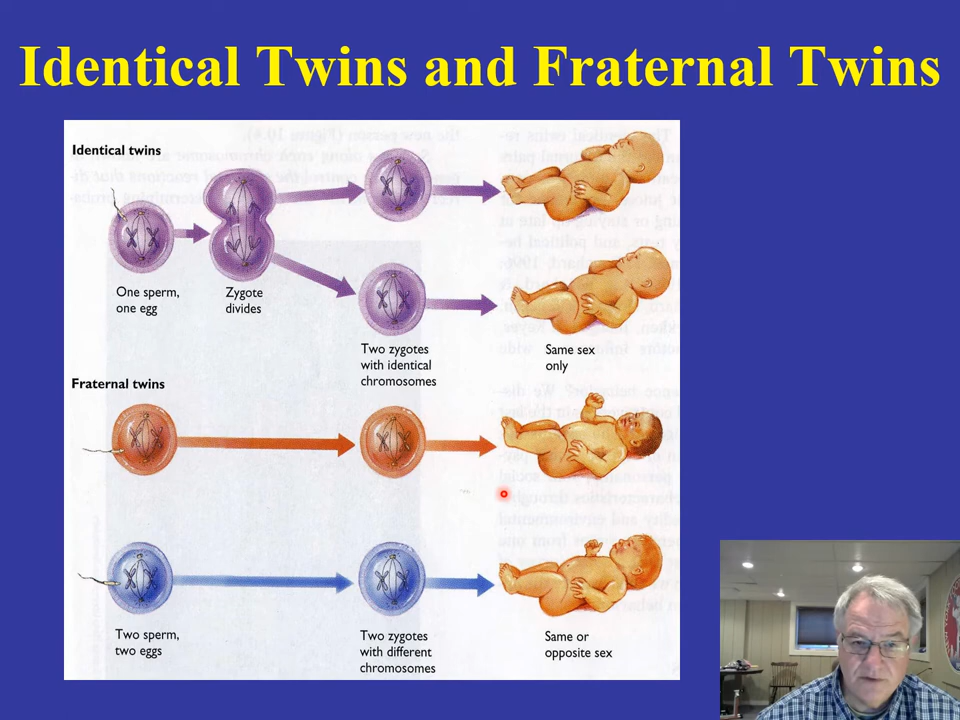 Identical Twins and Fraternal Twins
Identical twins
One sperm,
one egg
Zygote
divides
Two zygotes
with identical
chromosomes
Same sex
only
Fraternal twins
Two sperm,
two eggs
Two zygotes
with different
chromosomes
Same or
opposite sex